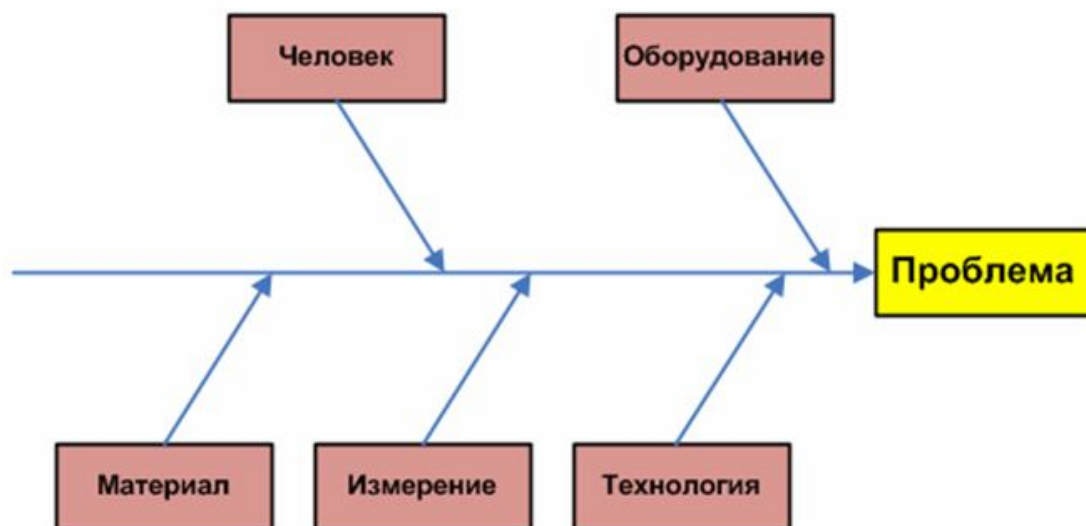 Человек
Оборудование
Проблема
Материал
Измерение
Технология